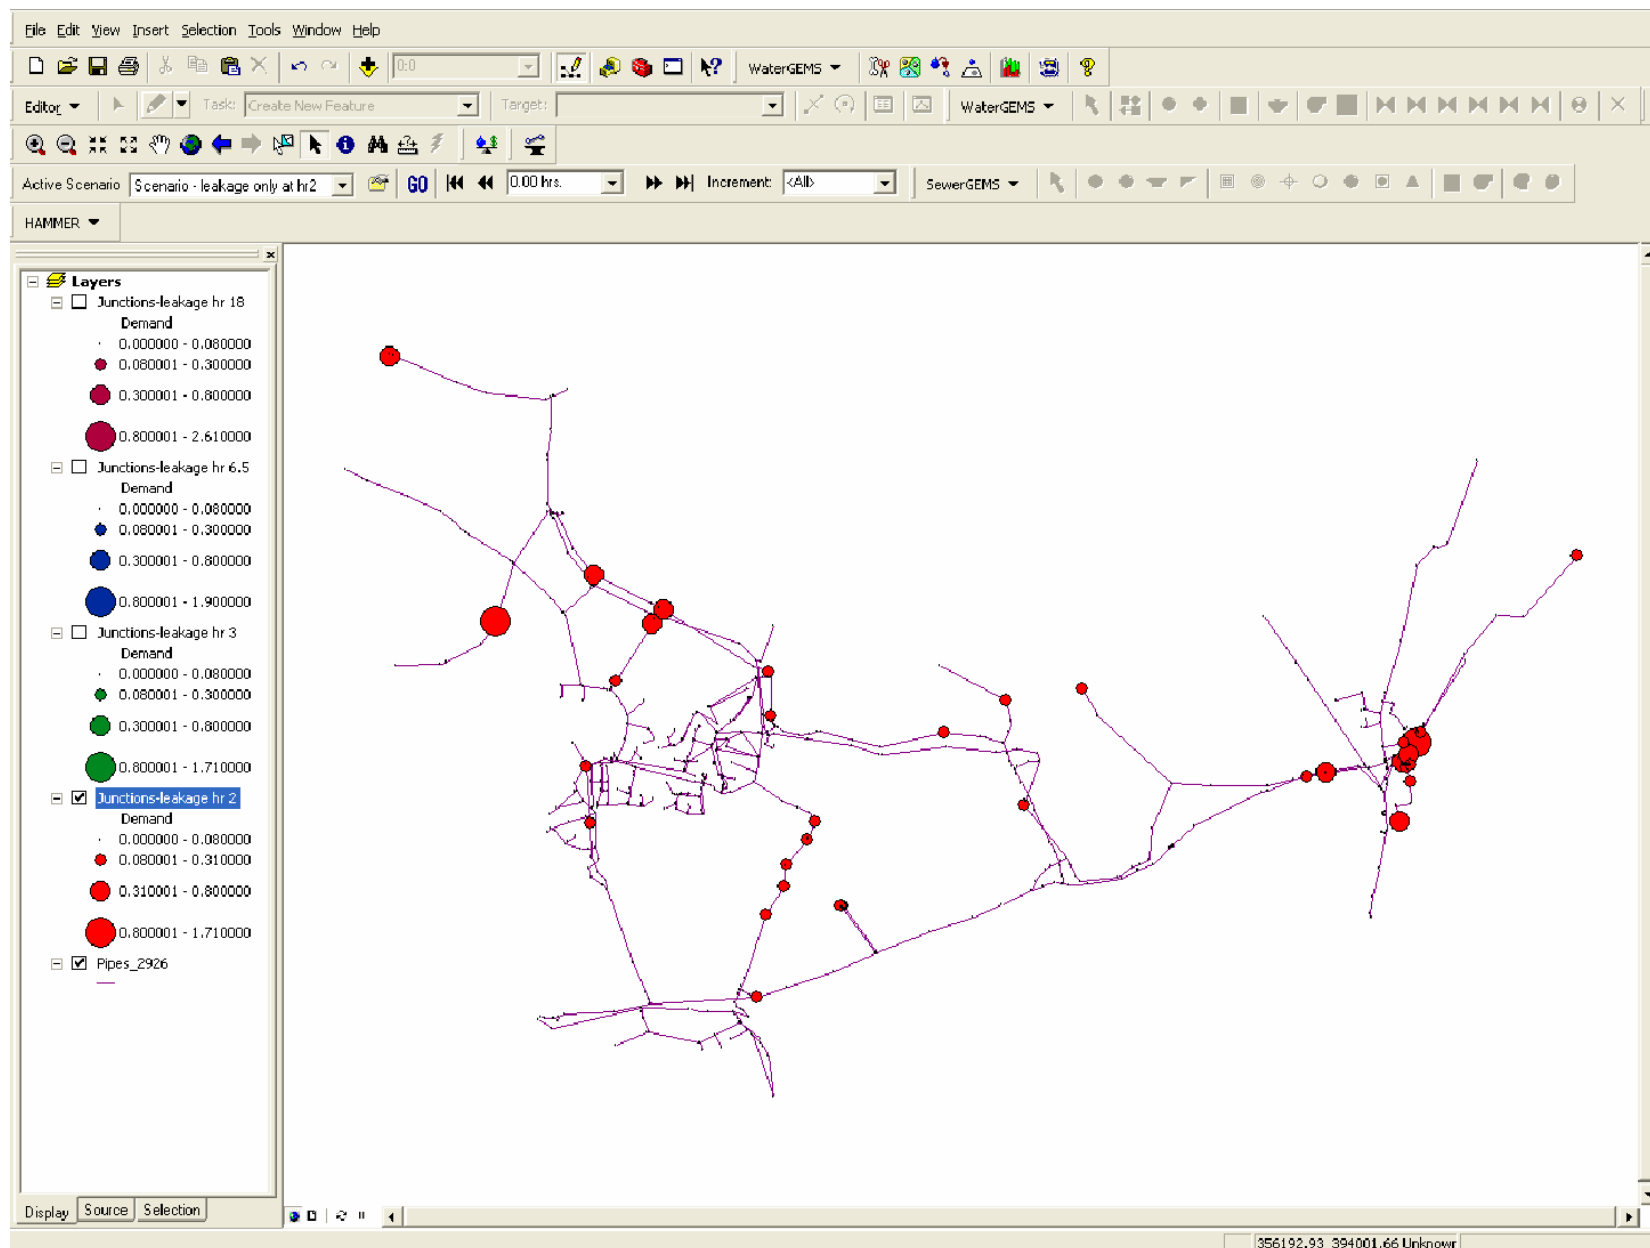 File Edit View Insert Selection Tools Window Help
0:0 WaterGEMS
Editor Task: Create New Feature Target: WaterGEMS
Active Scenario Scenario - leakage only at hr2 GO 0.00 hrs. Increment: <All> SewerGEMS
HAMMER
Layers
Junctions-leakage hr 18
Demand
0.000000 - 0.080000
0.080001 - 0.300000
0.300001 - 0.800000
0.800001 - 2.610000
Junctions-leakage hr 6.5
Demand
0.000000 - 0.080000
0.080001 - 0.300000
0.300001 - 0.800000
0.800001 - 1.900000
Junctions-leakage hr 3
Demand
0.000000 - 0.080000
0.080001 - 0.300000
0.300001 - 0.800000
0.800001 - 1.710000
Junctions-leakage hr 2
Demand
0.000000 - 0.080000
0.080001 - 0.310000
0.310001 - 0.800000
0.800001 - 1.710000
Pipes_2926
Display Source Selection
356192.93 394001.66 Unknown